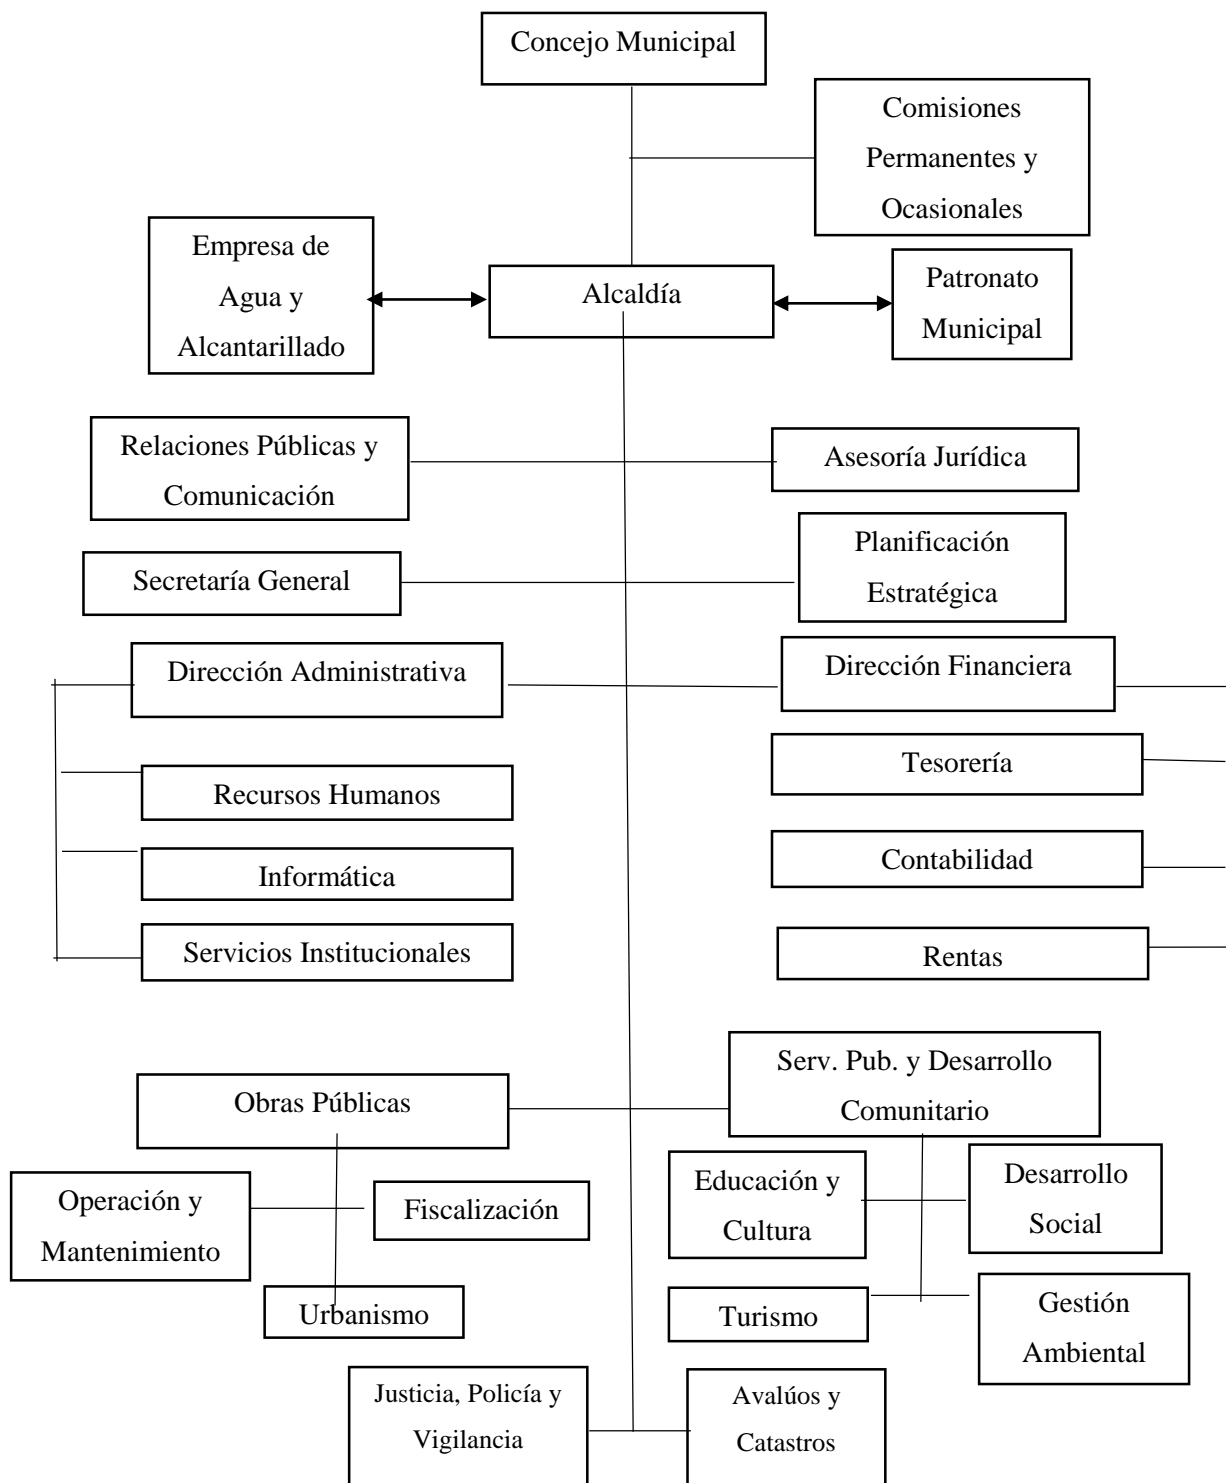 Concejo Municipal
Comisiones
Permanentes y
Ocasionales
Empresa de
Agua y
Alcantarillado
Alcaldía
Patronato
Municipal
Relaciones Públicas y
Comunicación
Asesoría Jurídica
Secretaría General
Planificación
Estratégica
Dirección Administrativa
Dirección Financiera
Recursos Humanos
Tesorería
Informática
Contabilidad
Servicios Institucionales
Rentas
Obras Públicas
Serv. Pub. y Desarrollo
Comunitario
Operación y
Mantenimiento
Fiscalización
Urbanismo
Educación y
Cultura
Desarrollo
Social
Turismo
Gestión
Ambiental
Justicia, Policía y
Vigilancia
Avalúos y
Catastros